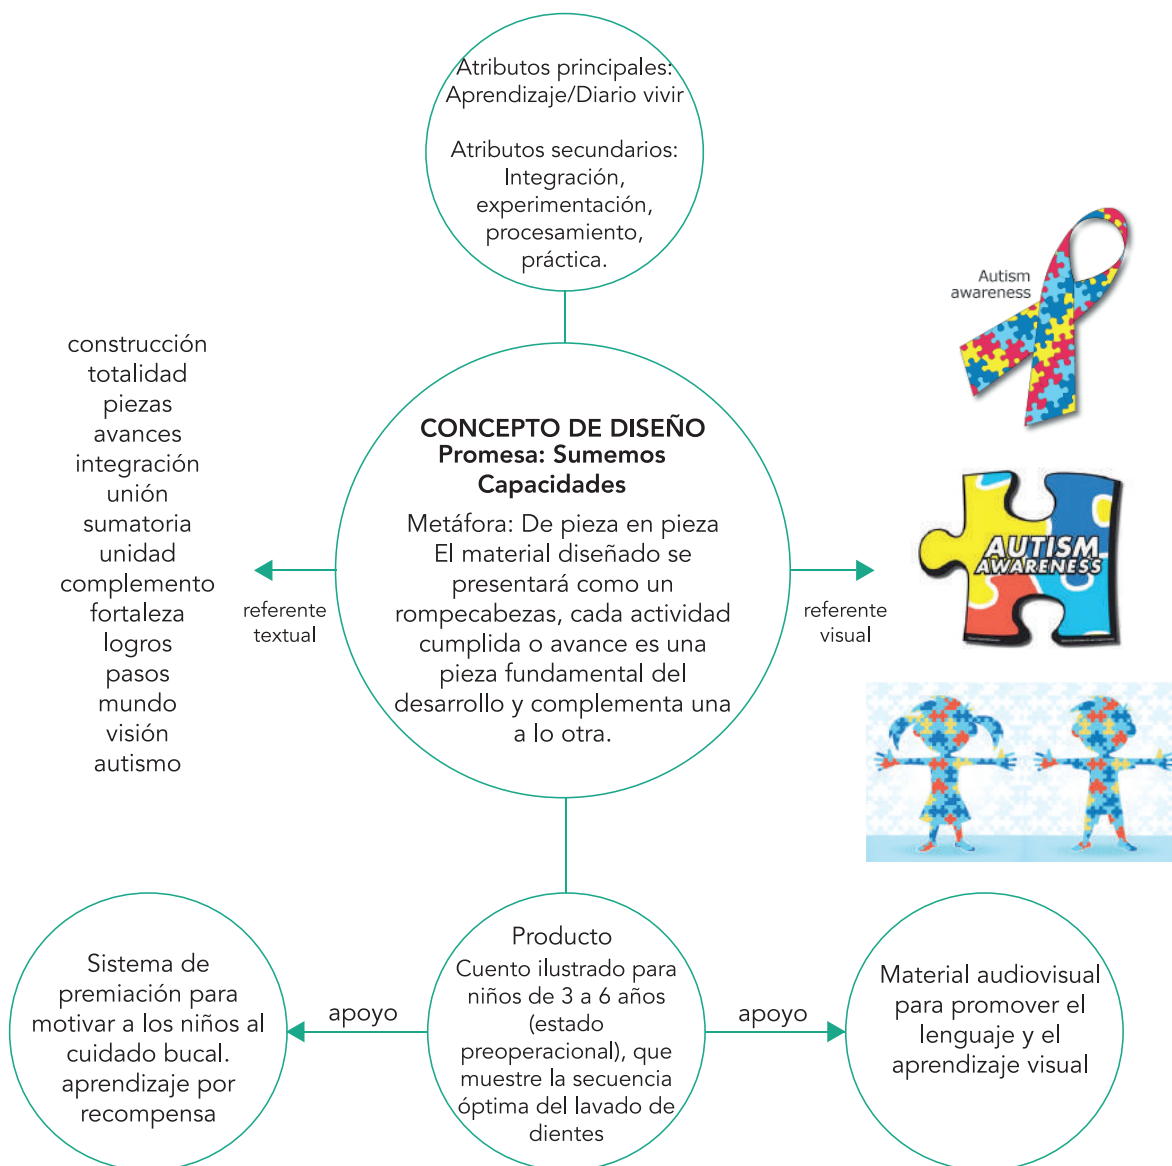 Atributos principales:
Aprendizaje/Diario vivir
Atributos secundarios:
Integración,
experimentación,
procesamiento,
práctica.
Autism
awareness
construcción
totalidad
piezas
avances
integración
unión
sumatoria
unidad
complemento
fortaleza
logros
pasos
mundo
visión
autismo
referente
textual
CONCEPTO DE DISEÑO
Promesa: Sumemos
Capacidades
Metáfora: De pieza en pieza
El material diseñado se
presentará como un
rompecabezas, cada actividad
cumplida o avance es una
pieza fundamental del
desarrollo y complementa una
a lo otra.
referente
visual
AUTISM
AWARENESS
Sistema de
premiación para
motivar a los niños al
cuidado bucal.
aprendizaje por
recompensa
apoyo
Producto
Cuento ilustrado para
niños de 3 a 6 años
(estado
preoperacional), que
muestre la secuencia
óptima del lavado de
dientes
apoyo
Material audiovisual
para promover el
lenguaje y el
aprendizaje visual